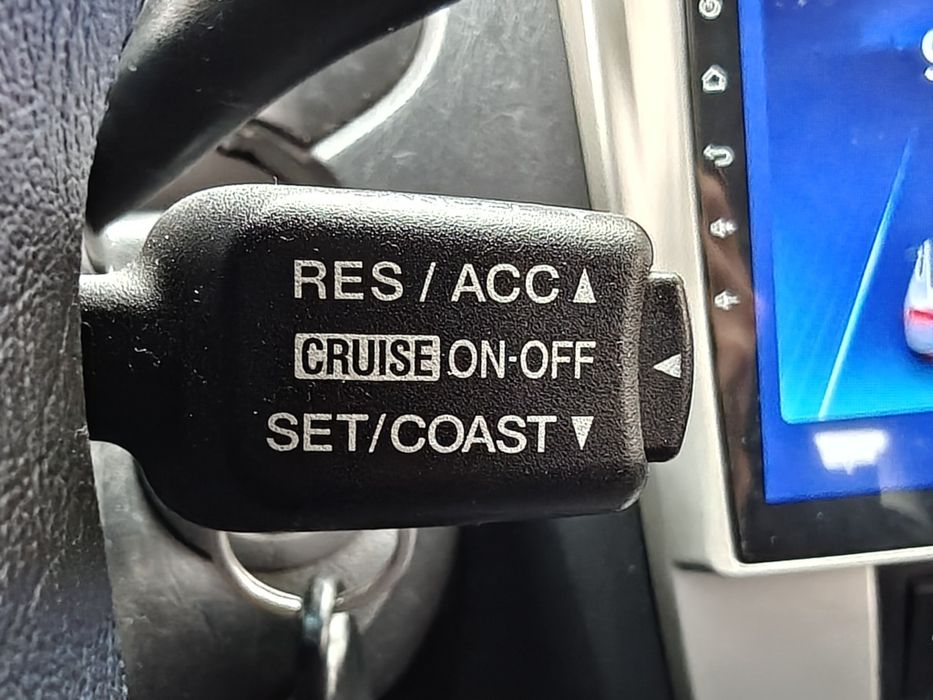 RES / ACC ▲
CRUISE ON-OFF ◀
SET/COAST ▼